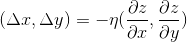 (Δx, Δy) = −η(∂z/∂x, ∂z/∂y)